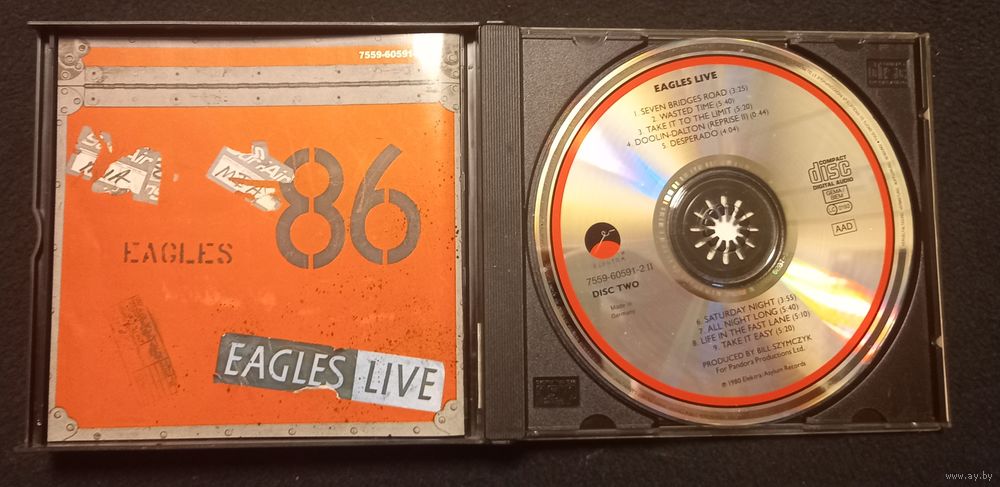 7559-60591
86
EAGLES
EAGLES LIVE
EAGLES LIVE
1. SEVEN BRIDGES ROAD (3:25)
2. WASTED TIME (5:40)
3. TAKE IT TO THE LIMIT (5:20)
4. DOOLIN-DALTON (REPRISE II) (0:44)
5. DESPERADO (4:04)
COMPACT
disc
DIGITAL AUDIO
GEMA/
BIEM
AAD
ELEKTRA
7559-60591-2 II
DISC TWO
Made in
Germany
6. SATURDAY NIGHT (3:55)
7. ALL NIGHT LONG (5:40)
8. LIFE IN THE FAST LANE (5:10)
9. TAKE IT EASY (5:20)
PRODUCED BY BILL SZYMCZYK
For Pandora Productions Ltd.
℗ 1980 Elektra/Asylum Records
www.ay.by